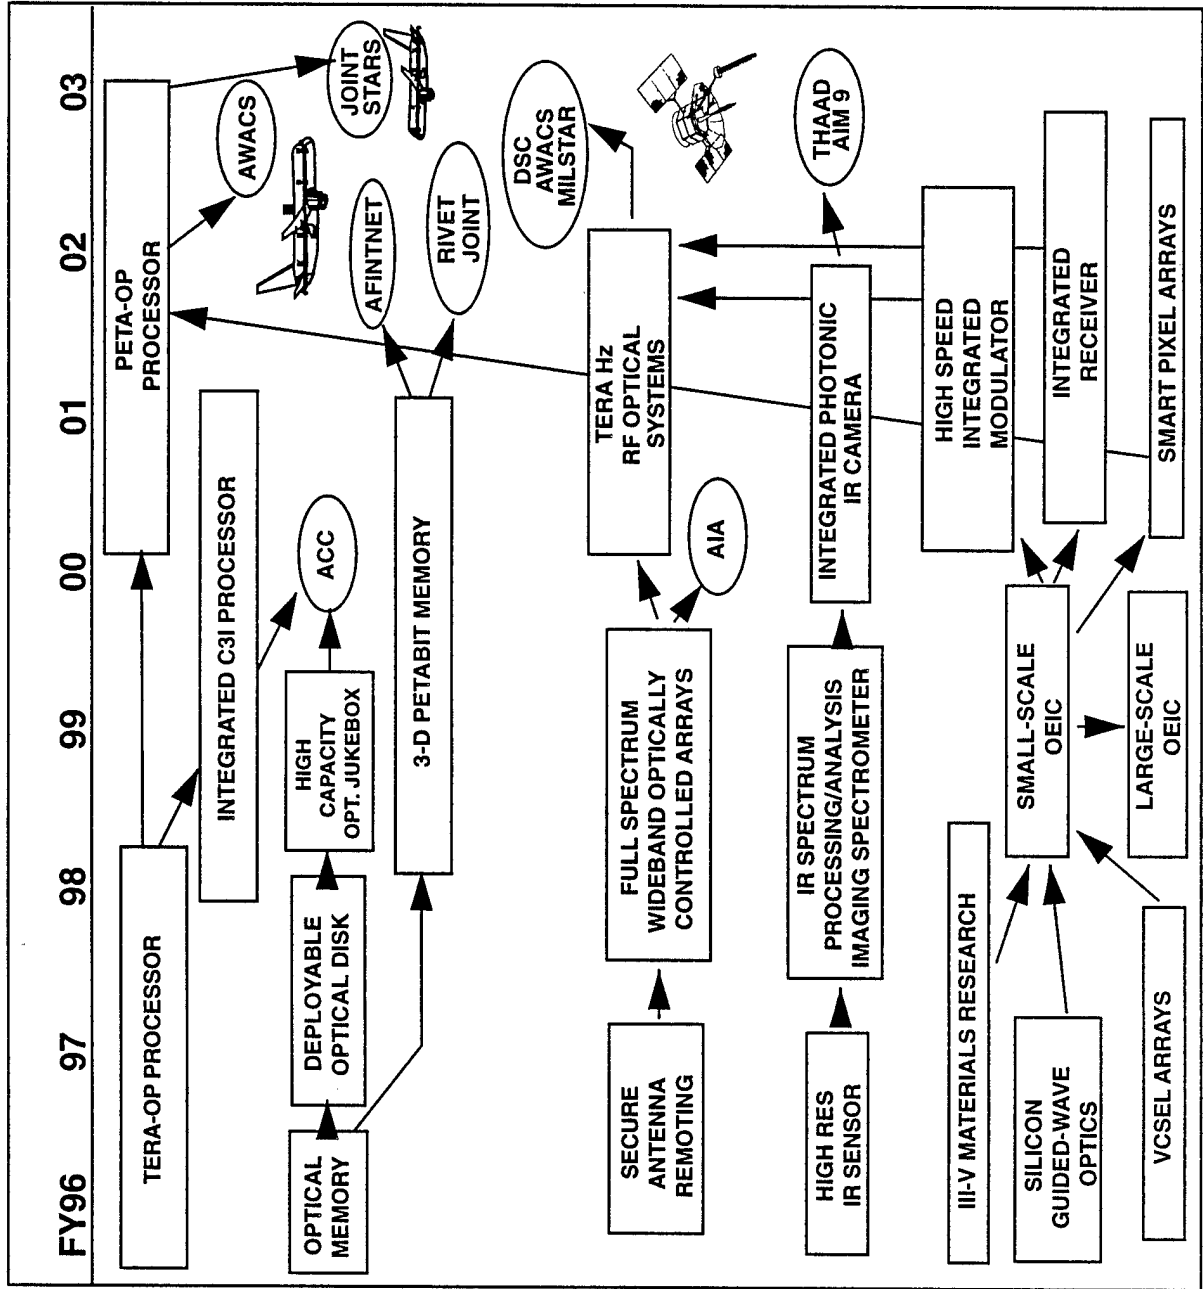 FY96 97 98 99 00 01 02 03
TERA-OP PROCESSOR
PETA-OP
PROCESSOR
INTEGRATED C3I PROCESSOR
AWACS
JOINT
STARS
OPTICAL
MEMORY
DEPLOYABLE
OPTICAL DISK
HIGH
CAPACITY
OPT. JUKEBOX
ACC
3-D PETABIT MEMORY
AFINTNET
RIVET
JOINT
SECURE
ANTENNA
REMOTING
FULL SPECTRUM
WIDEBAND OPTICALLY
CONTROLLED ARRAYS
AIA
TERA Hz
RF OPTICAL
SYSTEMS
DSC
AWACS
MILSTAR
HIGH RES
IR SENSOR
IR SPECTRUM
PROCESSING/ANALYSIS
IMAGING SPECTROMETER
INTEGRATED PHOTONIC
IR CAMERA
THAAD
AIM 9
III-V MATERIALS RESEARCH
SILICON
GUIDED-WAVE
OPTICS
VCSEL ARRAYS
SMALL-SCALE
OEIC
LARGE-SCALE
OEIC
HIGH SPEED
INTEGRATED
MODULATOR
INTEGRATED
RECEIVER
SMART PIXEL ARRAYS